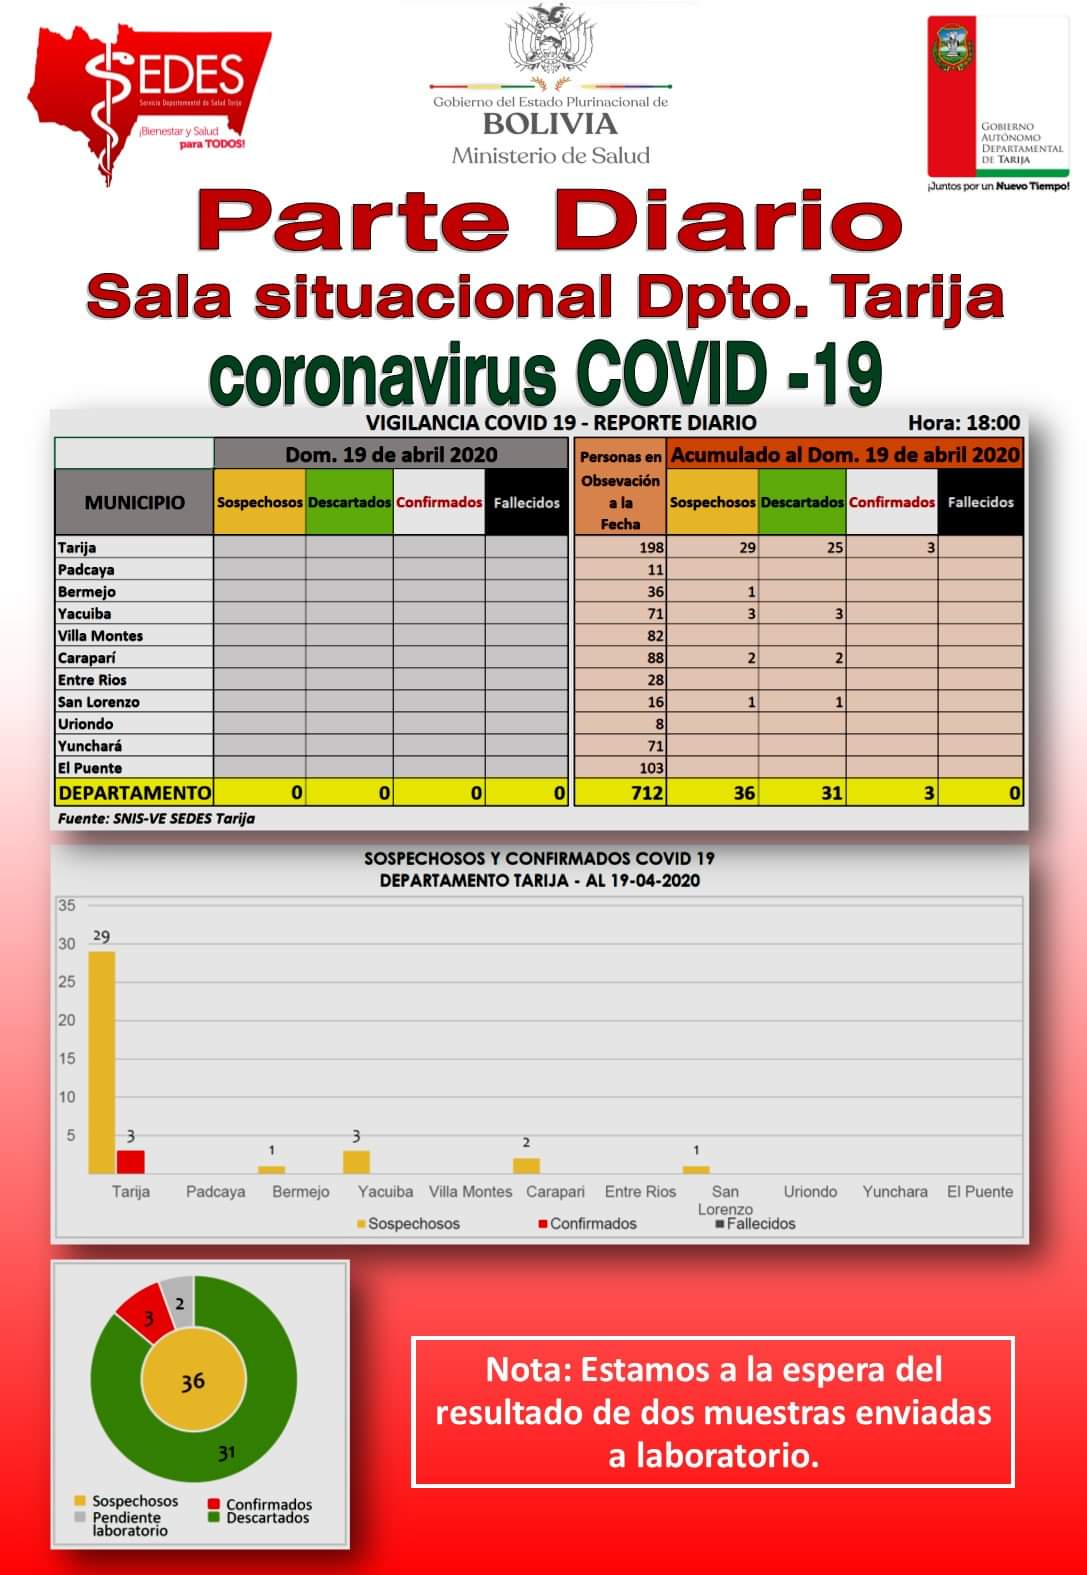 SEDES
Servicio Departamental de Salud Tarija
¡Bienestar y Salud
para TODOS!
Gobierno del Estado Plurinacional de
BOLIVIA
Ministerio de Salud
GOBIERNO
AUTÓNOMO
DEPARTAMENTAL
DE TARIJA
¡Juntos por un Nuevo Tiempo!
Parte Diario
Sala situacional Dpto. Tarija
coronavirus COVID -19
VIGILANCIA COVID 19 - REPORTE DIARIO Hora: 18:00
Dom. 19 de abril 2020 Personas en Obsevación a la Fecha Acumulado al Dom. 19 de abril 2020
MUNICIPIO Sospechosos Descartados Confirmados Fallecidos Sospechosos Descartados Confirmados Fallecidos
Tarija 198 29 25 3
Padcaya 11
Bermejo 36 1
Yacuiba 71 3 3
Villa Montes 82
Caraparí 88 2 2
Entre Rios 28
San Lorenzo 16 1 1
Uriondo 8
Yunchará 71
El Puente 103
DEPARTAMENTO 0 0 0 0 712 36 31 3 0
Fuente: SNIS-VE SEDES Tarija
SOSPECHOSOS Y CONFIRMADOS COVID 19
DEPARTAMENTO TARIJA - AL 19-04-2020
35
30
25
20
15
10
5
29 3 1 3 2 1
Tarija Padcaya Bermejo Yacuiba Villa Montes Carapari Entre Rios San Lorenzo Uriondo Yunchara El Puente
Sospechosos Confirmados Fallecidos
3 2
36
31
Sospechosos Confirmados
Pendiente laboratorio Descartados
Nota: Estamos a la espera del
resultado de dos muestras enviadas
a laboratorio.